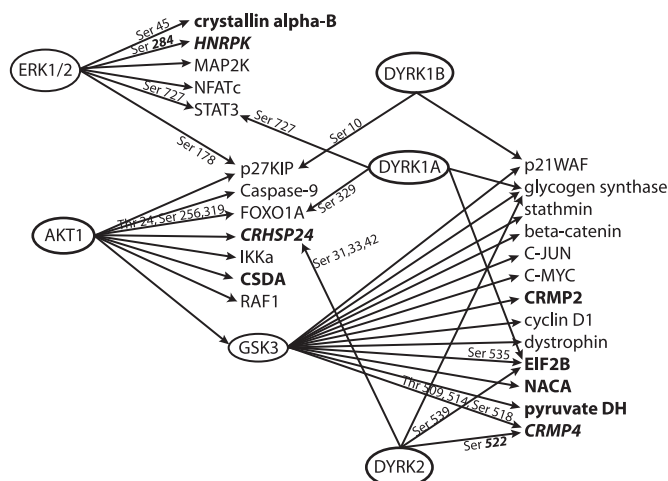 Ser 45
crystallin alpha-B
Ser 284
HNRPK
ERK1/2
MAP2K
DYRK1B
NFATc
Ser 727
STAT3
Ser 727
Ser 10
Ser 178
p27KIP
DYRK1A
p21WAF
Caspase-9
Ser 329
glycogen synthase
Thr 24, Ser 256,319
FOXO1A
stathmin
AKT1
CRHSP24
beta-catenin
IKKa
Ser 31,33,42
C-JUN
CSDA
C-MYC
RAF1
CRMP2
cyclin D1
GSK3
dystrophin
Ser 535
EIF2B
NACA
Thr 509,514, Ser 518
pyruvate DH
Ser 539
CRMP4
Ser 522
DYRK2